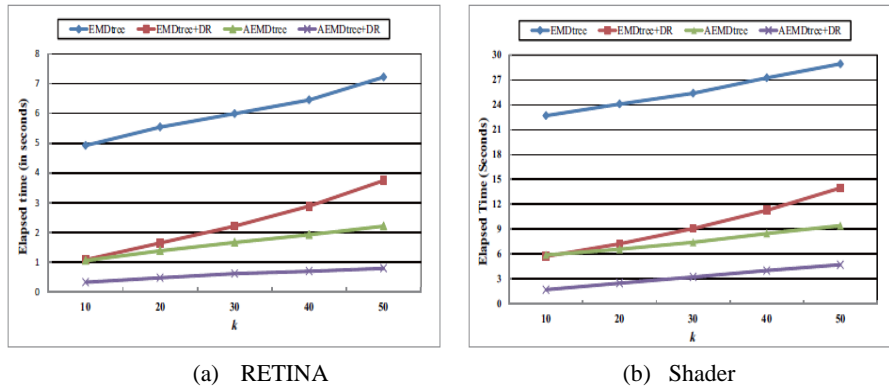 EMDtree EMDtree+DR AEMDtree AEMDtree+DR
Elapsed time (in seconds)
8
7
6
5
4
3
2
1
0
10 20 30 40 50
k
(a) RETINA
EMDtree EMDtree+DR AEMDtree AEMDtree+DR
Elapsed Time (Seconds)
30
27
24
21
18
15
12
9
6
3
0
10 20 30 40 50
k
(b) Shader